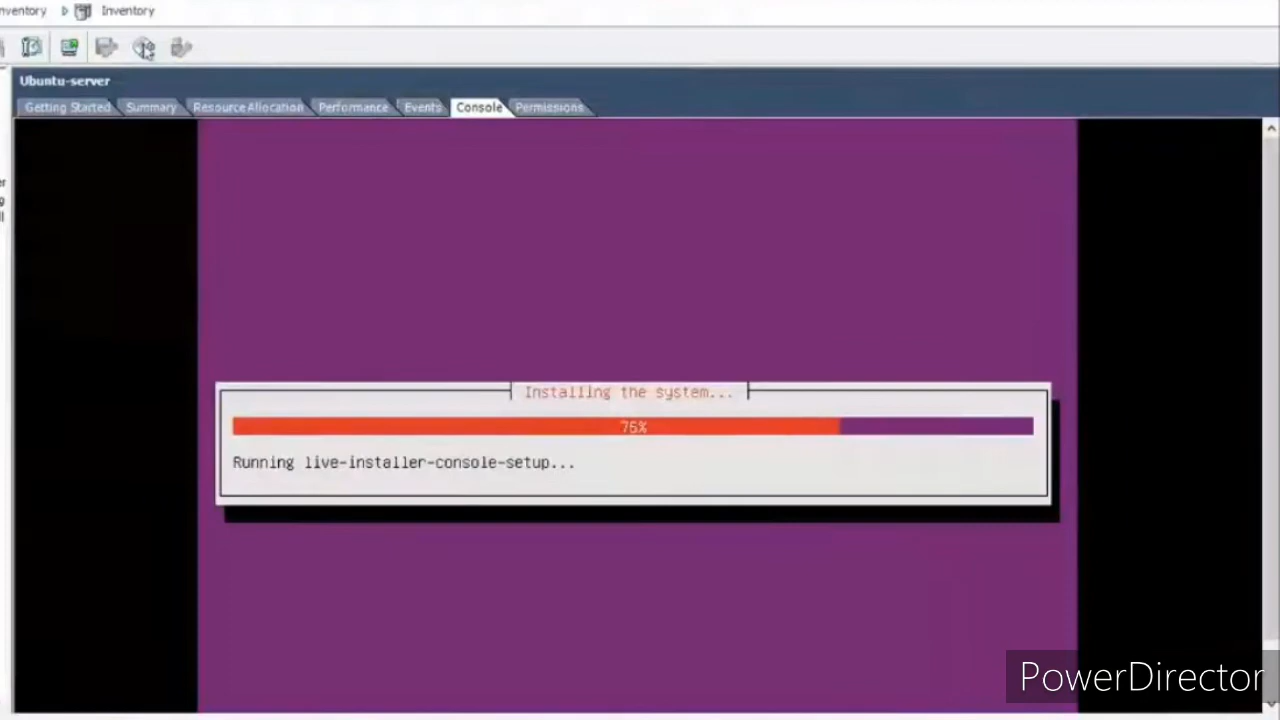 Inventory
Ubuntu-server
Getting Started Summary Resource Allocation Performance Events Console Permissions
Installing the system...
75%
Running live-installer-console-setup...
PowerDirector